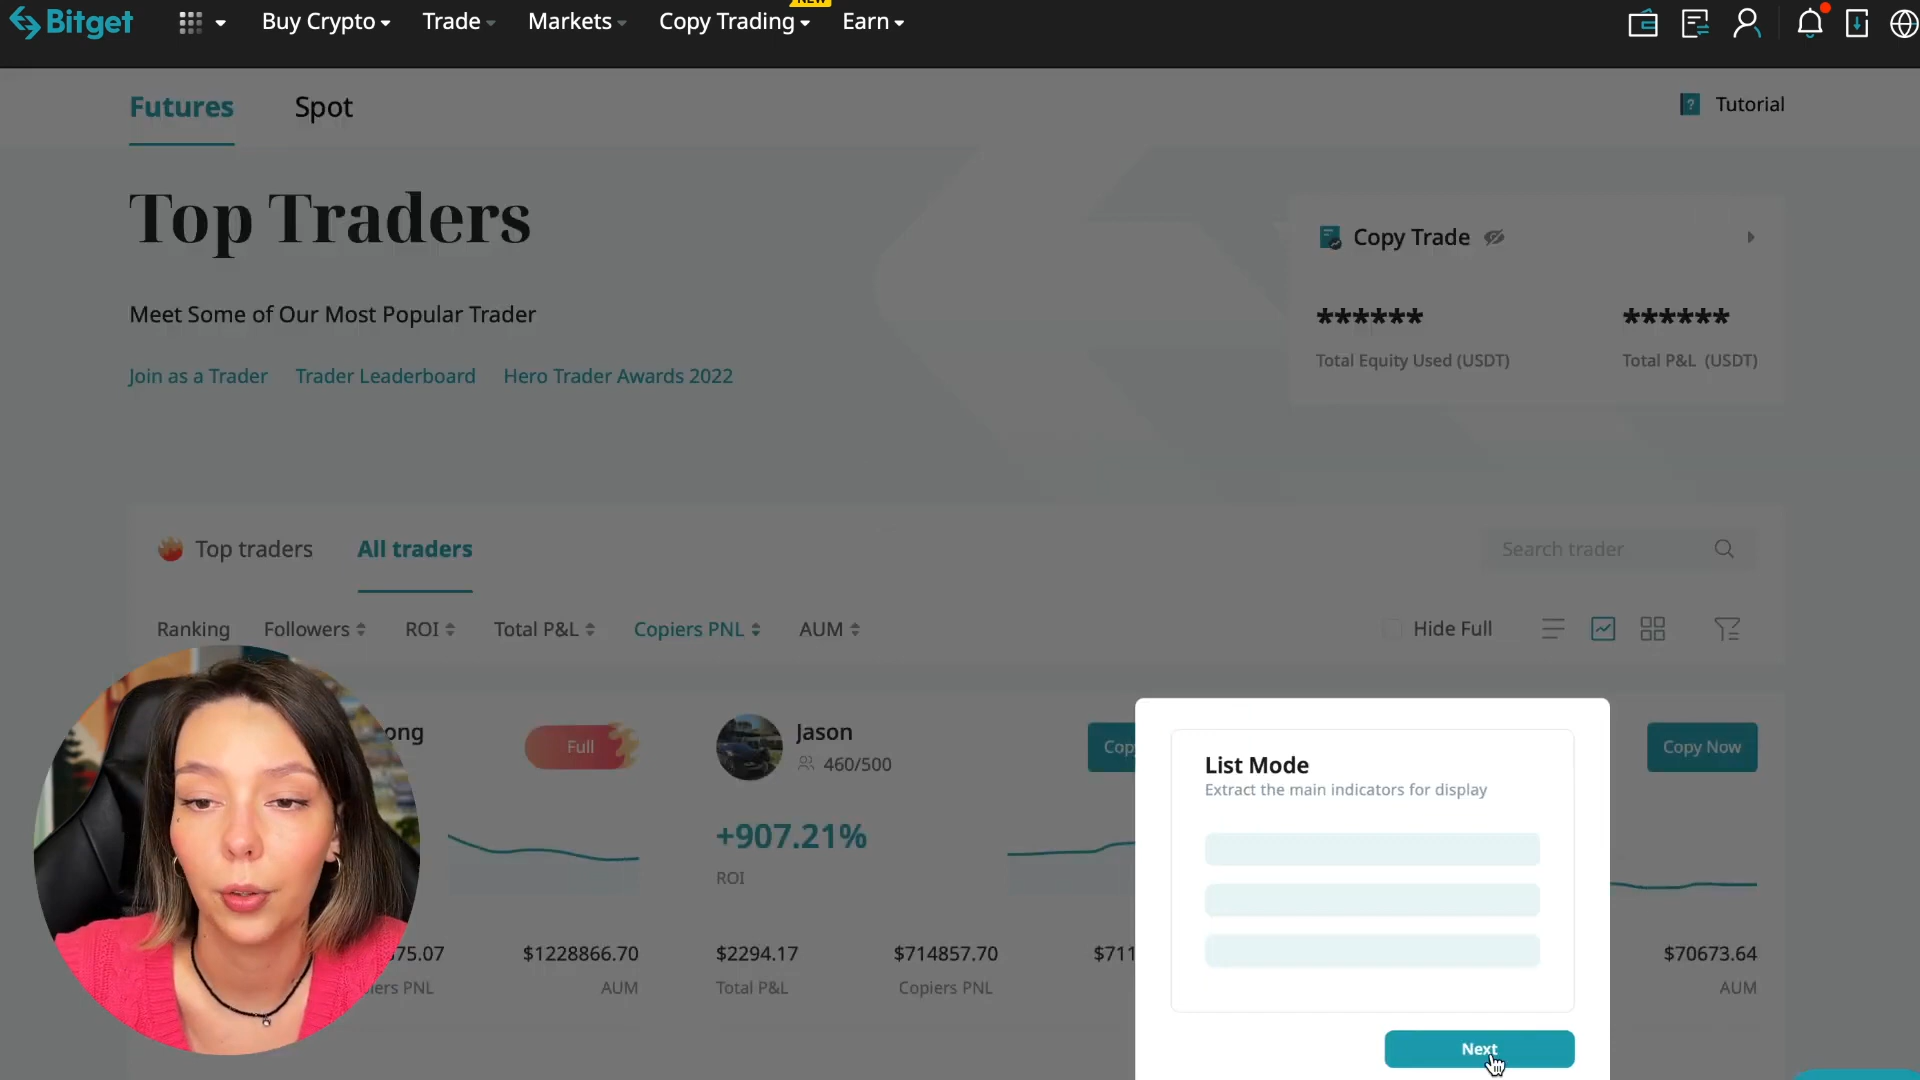 Bitget
Buy Crypto
Trade
Markets
Copy Trading
NEW
Earn
Futures
Spot
Tutorial
Top Traders
Meet Some of Our Most Popular Trader
Join as a Trader
Trader Leaderboard
Hero Trader Awards 2022
Copy Trade
******
******
Total Equity Used (USDT)
Total P&L (USDT)
Top traders
All traders
Search trader
Ranking
Followers
ROI
Total P&L
Copiers PNL
AUM
Hide Full
ong
Full
Jason
460/500
Cop
Copy Now
+907.21%
ROI
75.07
$1228866.70
$2294.17
$714857.70
$711
$70673.64
iers PNL
AUM
Total P&L
Copiers PNL
AUM
List Mode
Extract the main indicators for display
Next